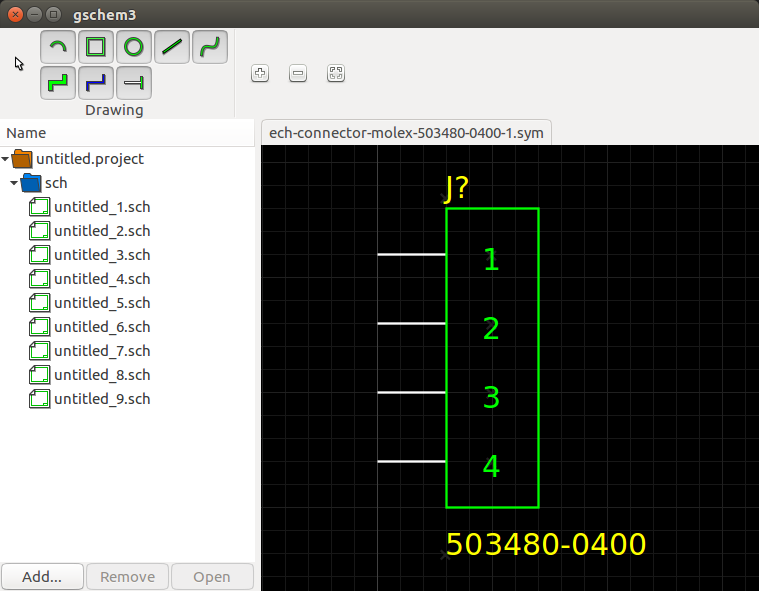 gschem3
Drawing
Name
untitled.project
sch
untitled_1.sch
untitled_2.sch
untitled_3.sch
untitled_4.sch
untitled_5.sch
untitled_6.sch
untitled_7.sch
untitled_8.sch
untitled_9.sch
Add... Remove Open
ech-connector-molex-503480-0400-1.sym
J?
1
2
3
4
503480-0400